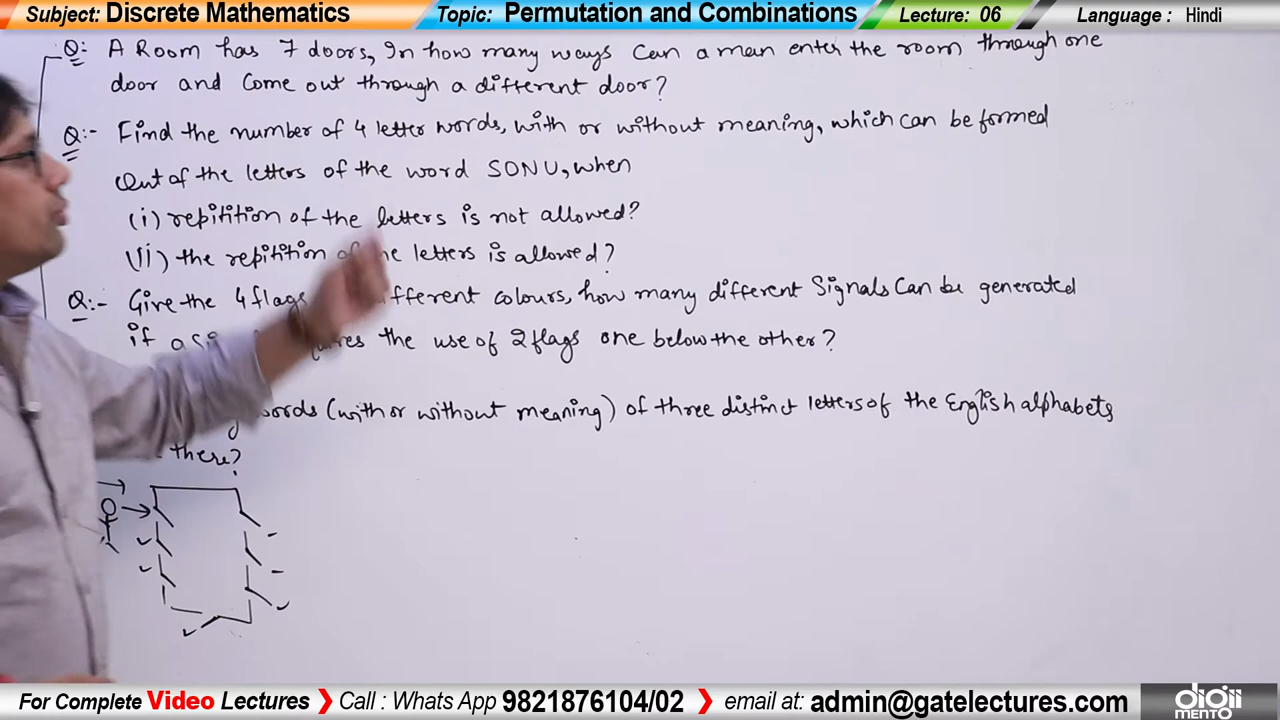 Subject: Discrete Mathematics Topic: Permutation and Combinations Lecture: 06 Language : Hindi
Q: A Room has 7 doors, In how many ways can a man enter the room through one
door and come out through a different door?
Q:- Find the number of 4 letter words, with or without meaning, which can be formed
out of the letters of the word SONU, when
(i) repitition of the letters is not allowed?
(ii) the repitition of the letters is allowed?
Q:- Give the 4 flags different colours, how many different Signals can be generated
if a the use of 2 flags one below the other?
words (with or without meaning) of three distinct letters of the English alphabets
there?
For Complete Video Lectures ❯ Call : Whats App 9821876104/02 ❯ email at: admin@gatelectures.com digii
MENTO